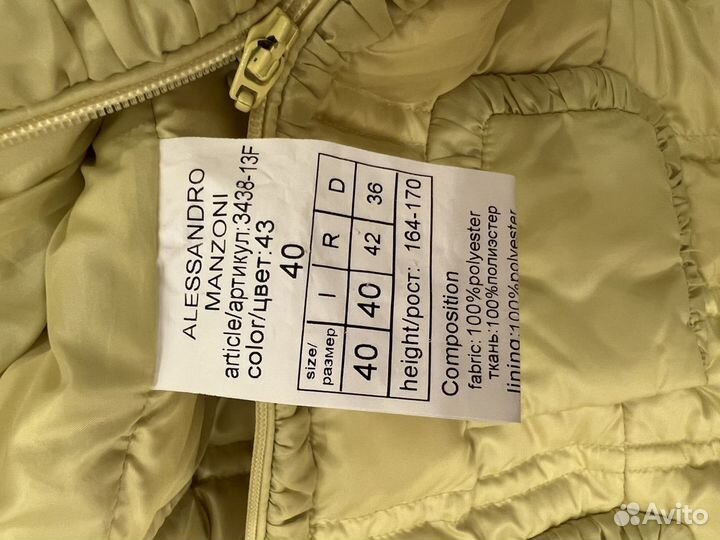 ALESSANDRO
MANZONI
article/артикул:3438-13F
color/цвет:43
40
size/ I R D
размер
40 40 42 36
height/рост: 164-170
Composition
fabric:100%polyester
ткань:100%полиэстер
lining:100%polyester
Avito